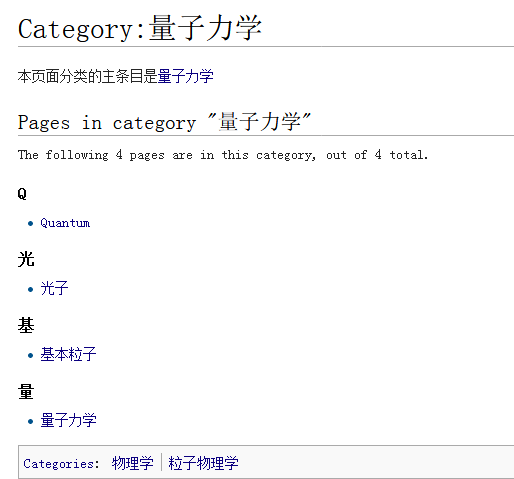 Category:量子力学
本页面分类的主条目是量子力学
Pages in category "量子力学"
The following 4 pages are in this category, out of 4 total.
Q
Quantum
光
光子
基
基本粒子
量
量子力学
Categories: 物理学 | 粒子物理学